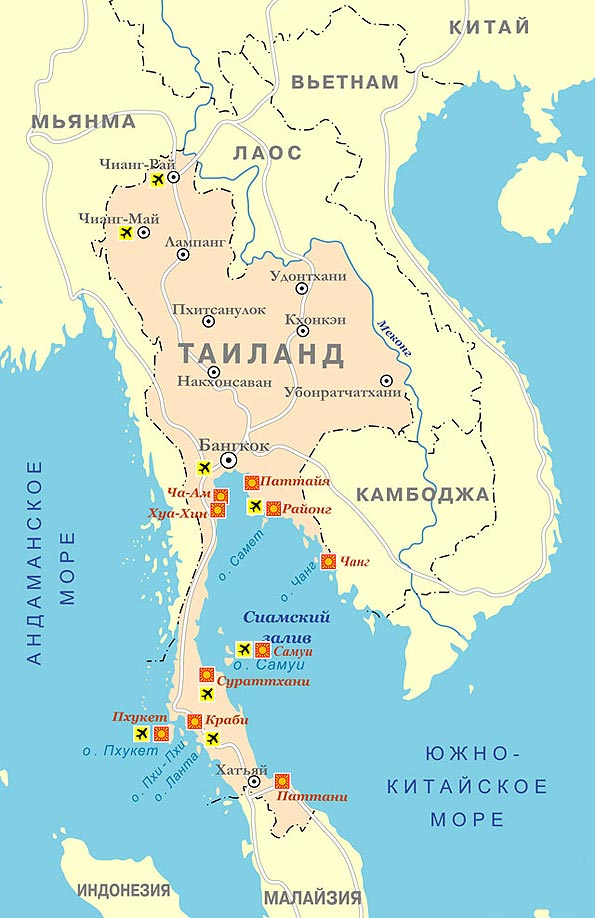 КИТАЙ
ВЬЕТНАМ
МЬЯНМА
ЛАОС
Чианг-Рай
Чианг-Май
Лампанг
Удонтхани
Пхитсанулок
Кхонкэн
Меконг
ТАИЛАНД
Накхонсаван
Убонратчатхани
Бангкок
Паттайя
Ча-Ам
КАМБОДЖА
Хуа-Хин
Районг
АНДАМАНСКОЕ
МОРЕ
о. Самет
Чанг
о. Чанг
Сиамский
залив
Самуи
о. Самуи
Сураттхани
Пхукет
Краби
о. Пхукет
о. Пхи-Пхи
о. Ланта
Хатьяй
Паттани
ЮЖНО-
КИТАЙСКОЕ
МОРЕ
ИНДОНЕЗИЯ
МАЛАЙЗИЯ